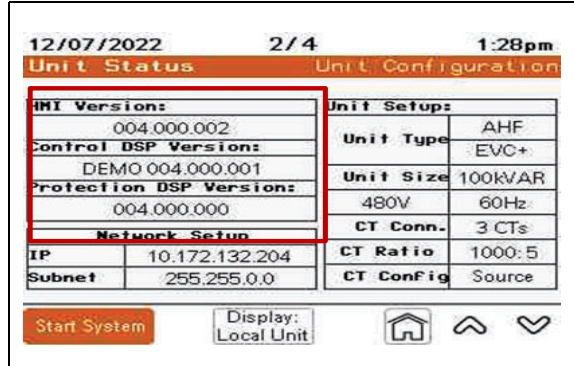 12/07/2022 2/4 1:28pm
Unit Status Unit Configuration
HMI Version:
004.000.002
Control DSP Version:
DEMO 004.000.001
Protection DSP Version:
004.000.000
Network Setup
IP 10.172.132.204
Subnet 255.255.0.0
Unit Setup:
Unit Type AHF
EVC+
Unit Size 100kVAR
480V 60Hz
CT Conn. 3 CTs
CT Ratio 1000:5
CT Config Source
Start System
Display:
Local Unit